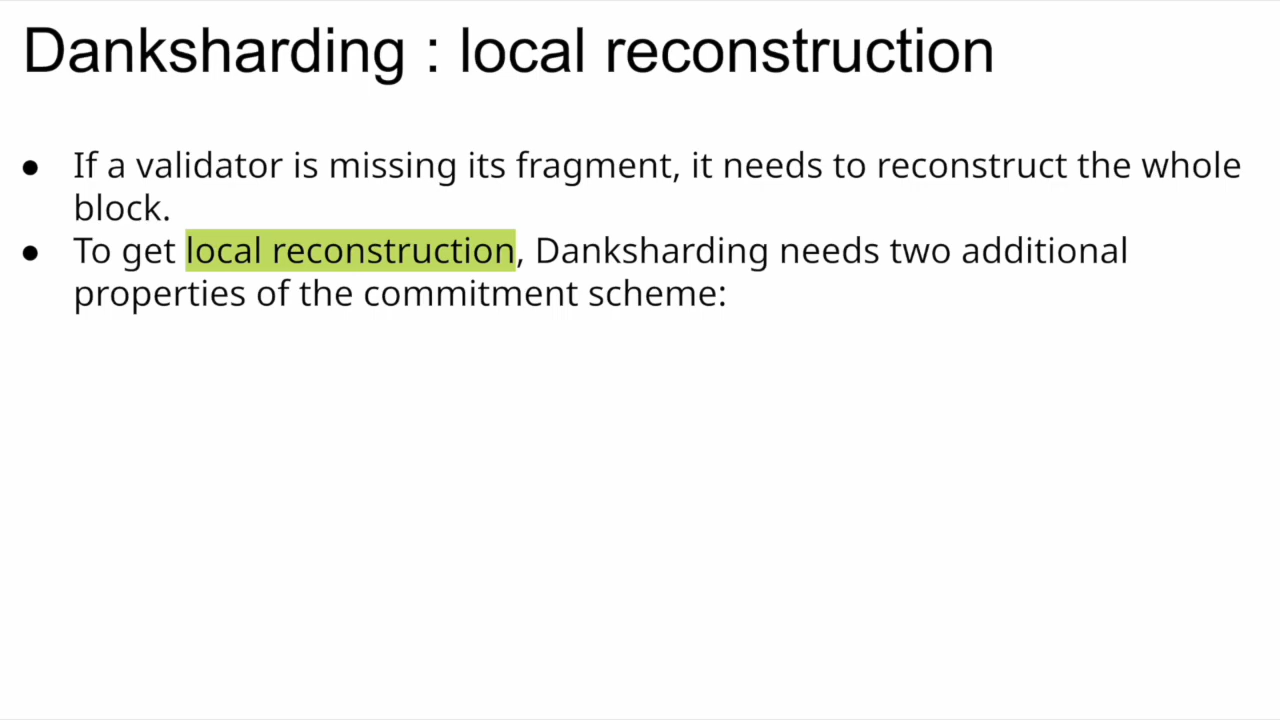 Danksharding : local reconstruction
● If a validator is missing its fragment, it needs to reconstruct the whole
block.
● To get local reconstruction, Danksharding needs two additional
properties of the commitment scheme: